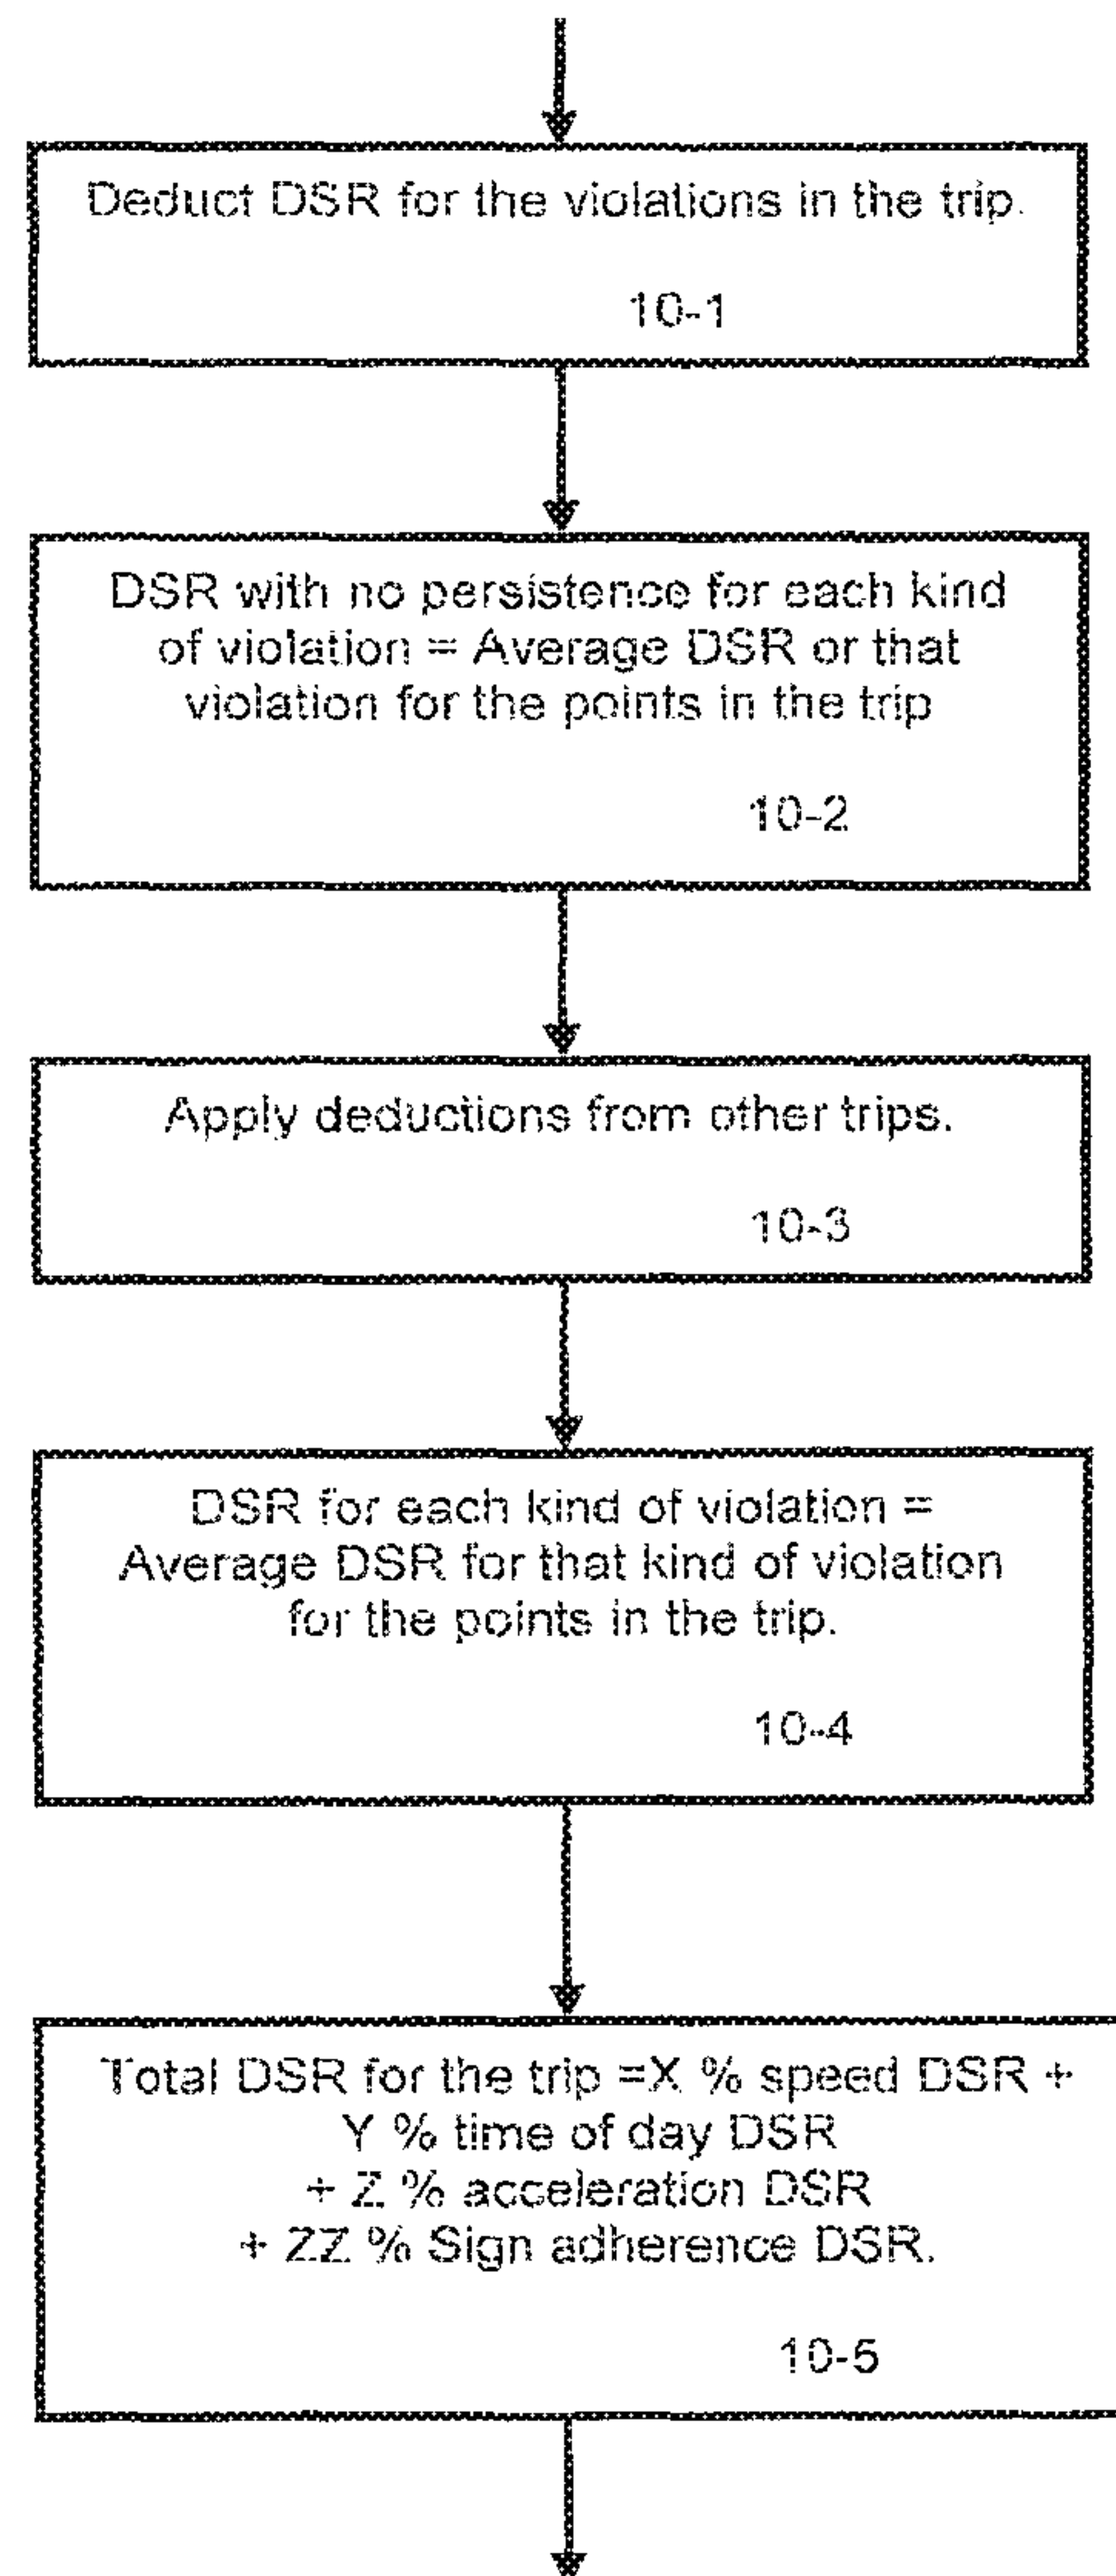 Deduct DSR for the violations in the trip.
10-1
DSR with no persistence for each kind
of violation = Average DSR or that
violation for the points in the trip
10-2
Apply deductions from other trips.
10-3
DSR for each kind of violation =
Average DSR for that kind of violation
for the points in the trip.
10-4
Total DSR for the trip =X % speed DSR +
Y % time of day DSR
+ Z % acceleration DSR
+ ZZ % Sign adherence DSR.
10-5